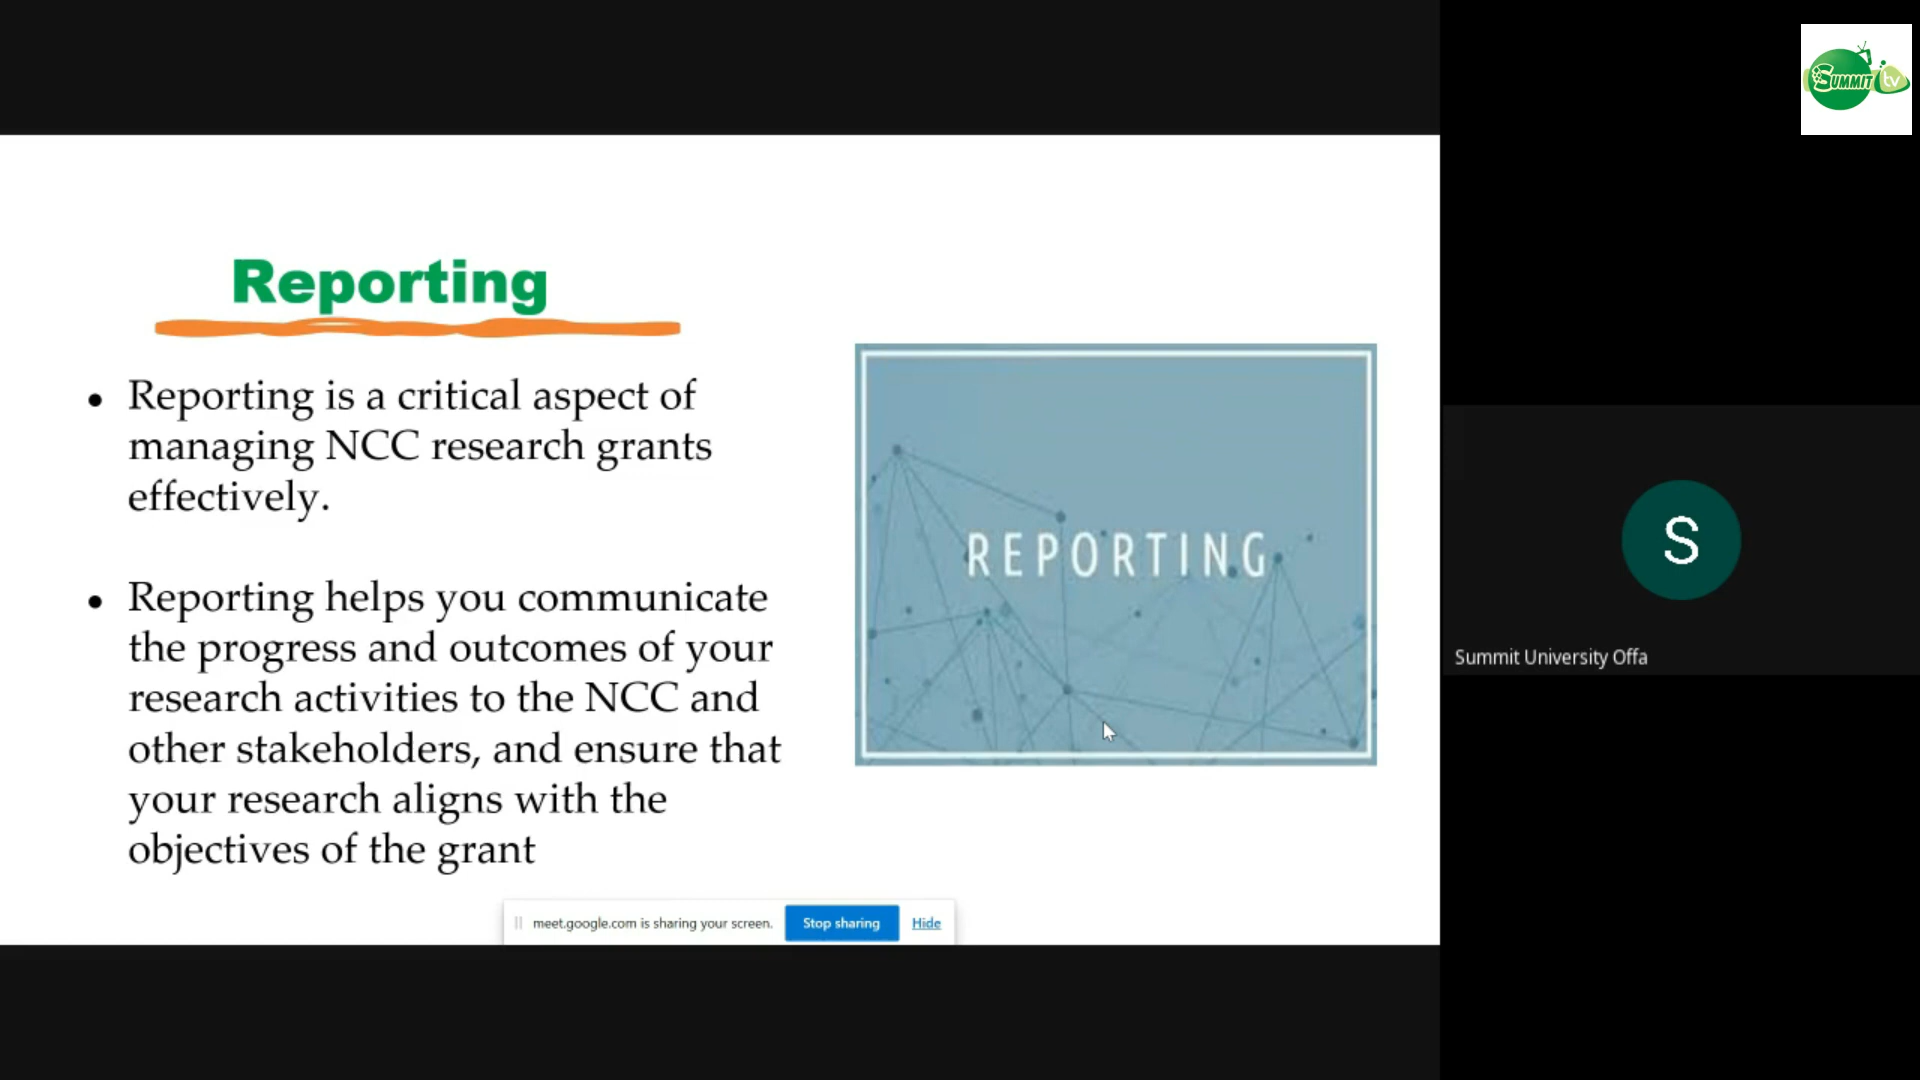 SUMMIT tv
Reporting
• Reporting is a critical aspect of
managing NCC research grants
effectively.
• Reporting helps you communicate
the progress and outcomes of your
research activities to the NCC and
other stakeholders, and ensure that
your research aligns with the
objectives of the grant
REPORTING
S
Summit University Offa
meet.google.com is sharing your screen. Stop sharing Hide